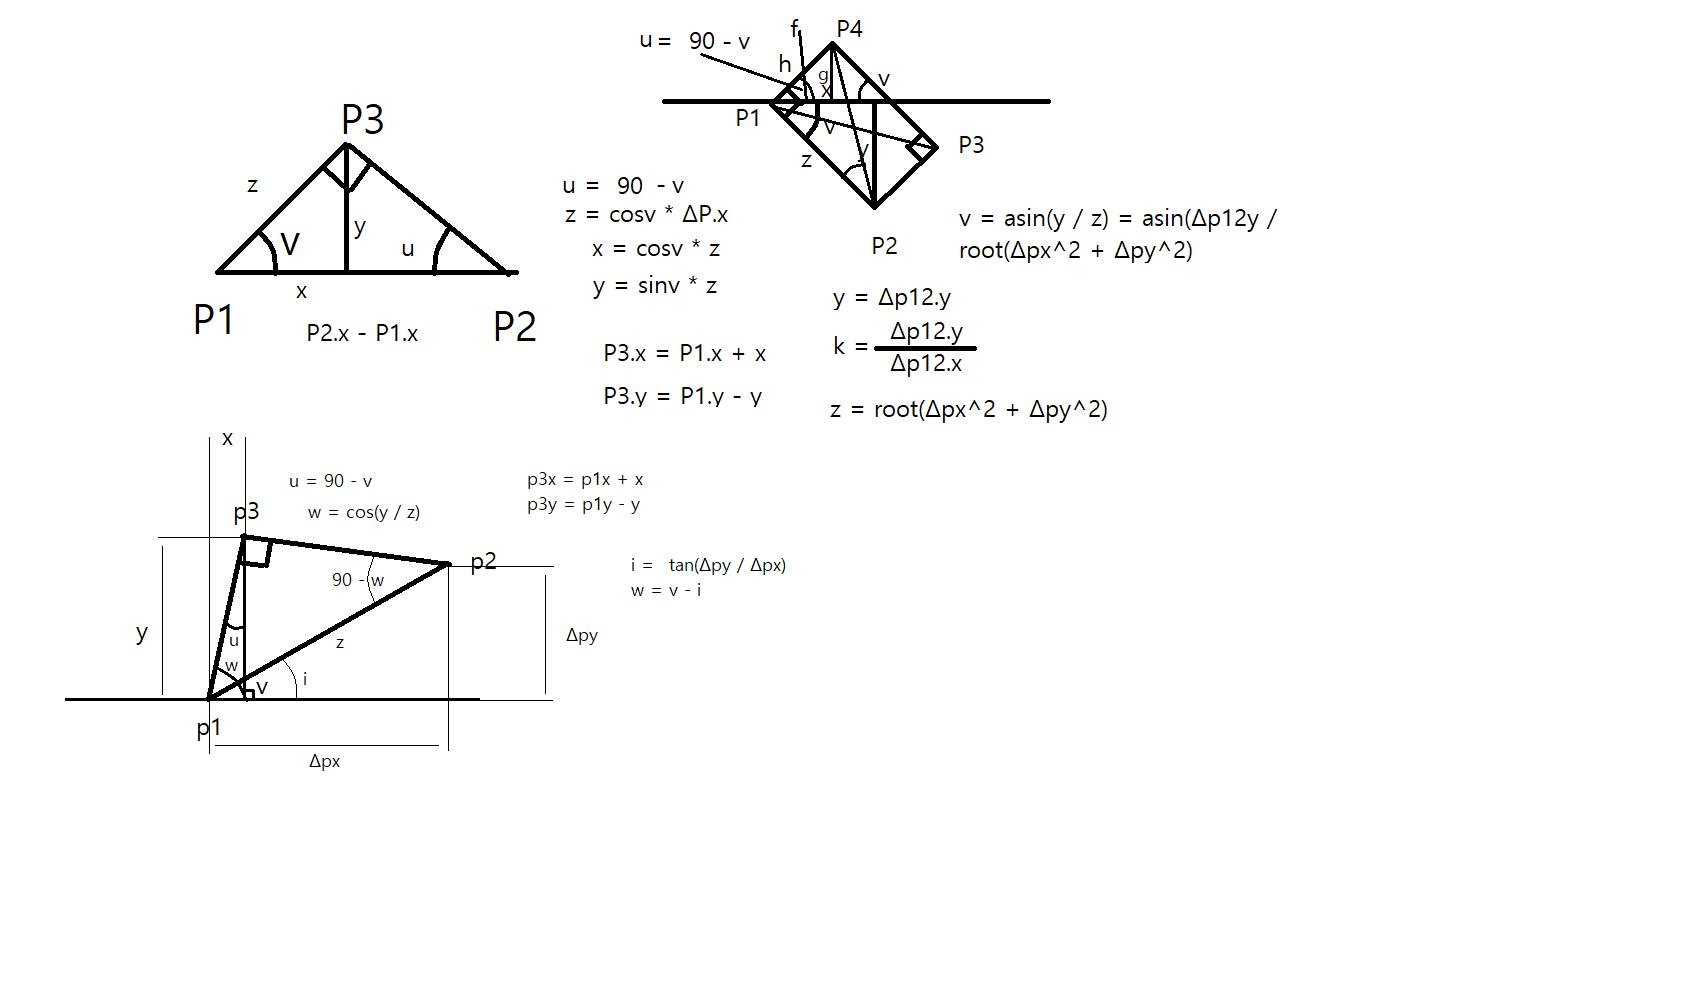 P3
z
V
y
u
x
P1
P2.x - P1.x
P2
u = 90 - v
z = cosv * ΔP.x
x = cosv * z
y = sinv * z
P3.x = P1.x + x
P3.y = P1.y - y
u = 90 - v
f
P4
h
g
x
v
P1
v
z
y
P3
P2
v = asin(y / z) = asin(Δp12y /
root(Δpx^2 + Δpy^2)
y = Δp12.y
k = Δp12.y
Δp12.x
z = root(Δpx^2 + Δpy^2)
x
u = 90 - v
w = cos(y / z)
p3
p2
90 - w
y
u
w
z
v
i
Δpy
p1
Δpx
p3x = p1x + x
p3y = p1y - y
i = tan(Δpy / Δpx)
w = v - i